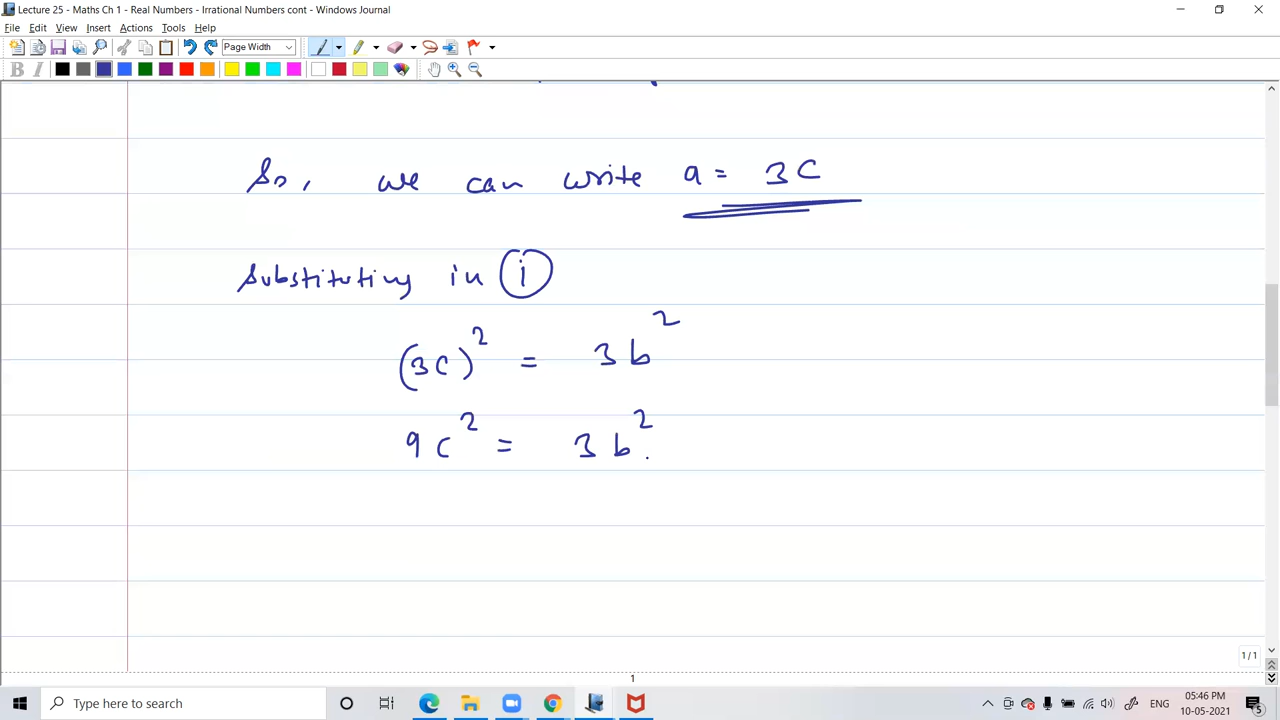 Lecture 25 - Maths Ch 1 - Real Numbers - Irrational Numbers cont - Windows Journal
File Edit View Insert Actions Tools Help
Page Width
B I
So, we can write a = 3c
Substituting in (i)
(3c)² = 3b²
9c² = 3b²
1/1
1
Type here to search
ENG
05:46 PM
10-05-2021
5